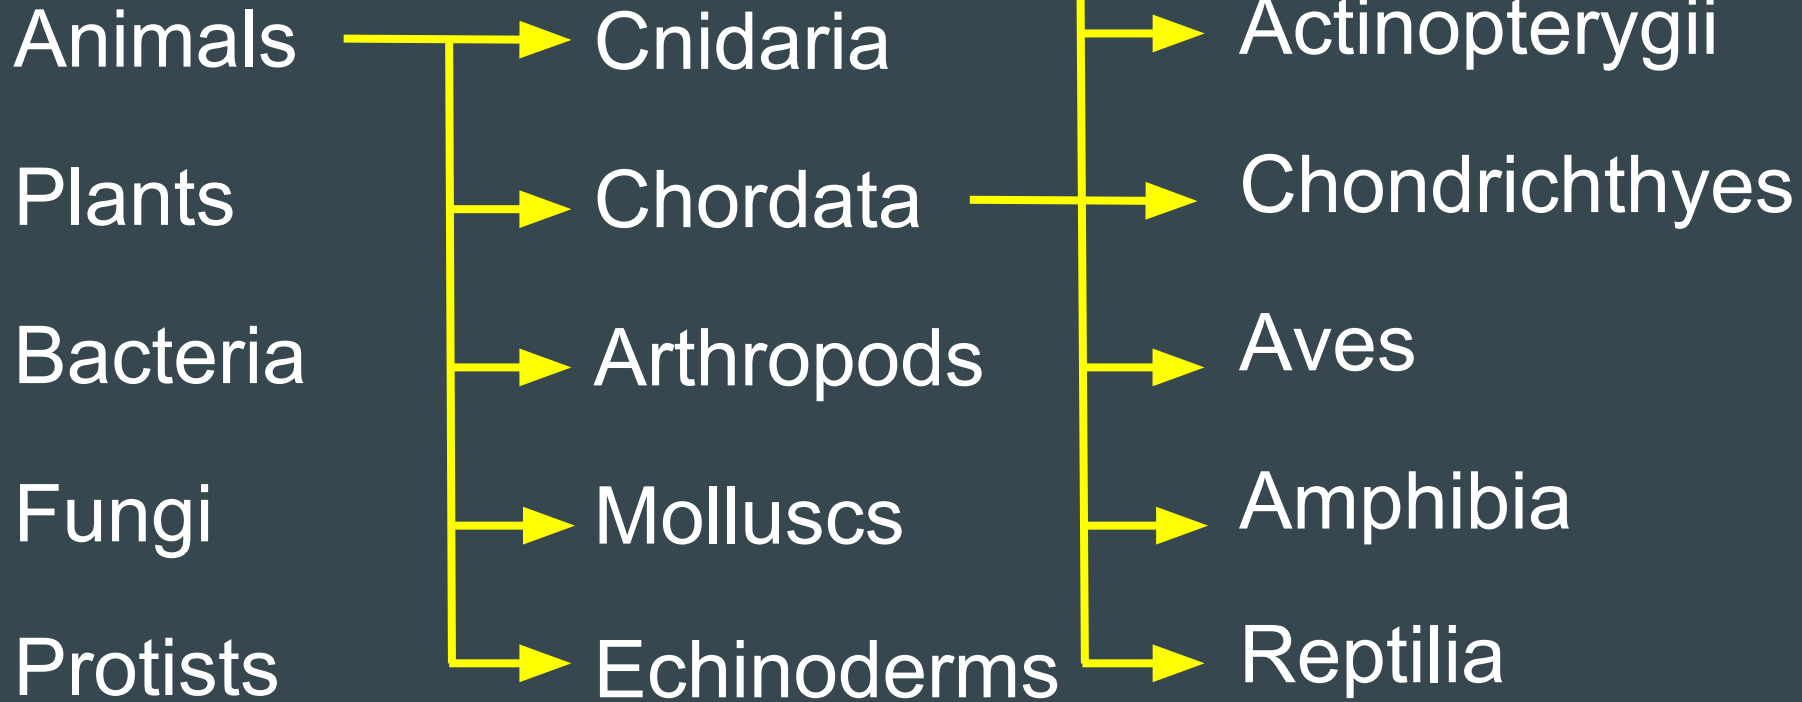 Animals
Cnidaria
Actinopterygii
Plants
Chordata
Chondrichthyes
Bacteria
Arthropods
Aves
Fungi
Molluscs
Amphibia
Protists
Echinoderms
Reptilia